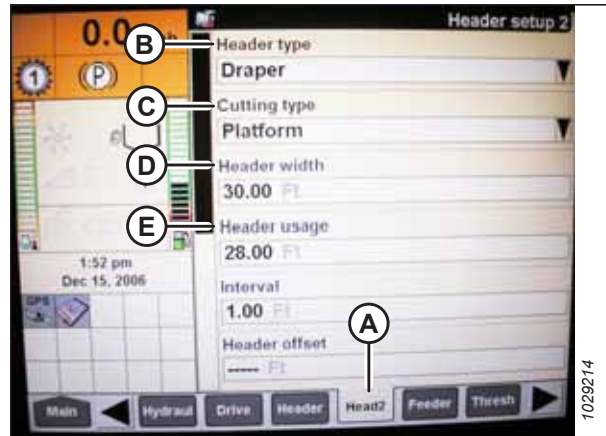 Header setup 2
0.0
B
Header type
Draper
1
P
C
Cutting type
Platform
D
Header width
30.00 Ft
E
Header usage
28.00 Ft
1:52 pm
Dec 15, 2006
Interval
1.00 Ft
GPS
A
Header offset
----- Ft
Main
Hydraul
Drive
Header
Head2
Feeder
Thresh
1029214